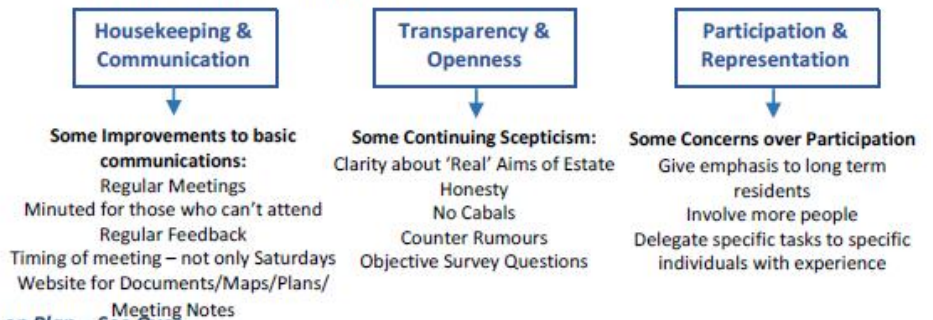 Housekeeping &
Communication
Some Improvements to basic
communications:
Regular Meetings
Minuted for those who can't attend
Regular Feedback
Timing of meeting – not only Saturdays
Website for Documents/Maps/Plans/
Meeting Notes
Transparency &
Openness
Some Continuing Scepticism:
Clarity about 'Real' Aims of Estate
Honesty
No Cabals
Counter Rumours
Objective Survey Questions
Participation &
Representation
Some Concerns over Participation
Give emphasis to long term
residents
Involve more people
Delegate specific tasks to specific
individuals with experience